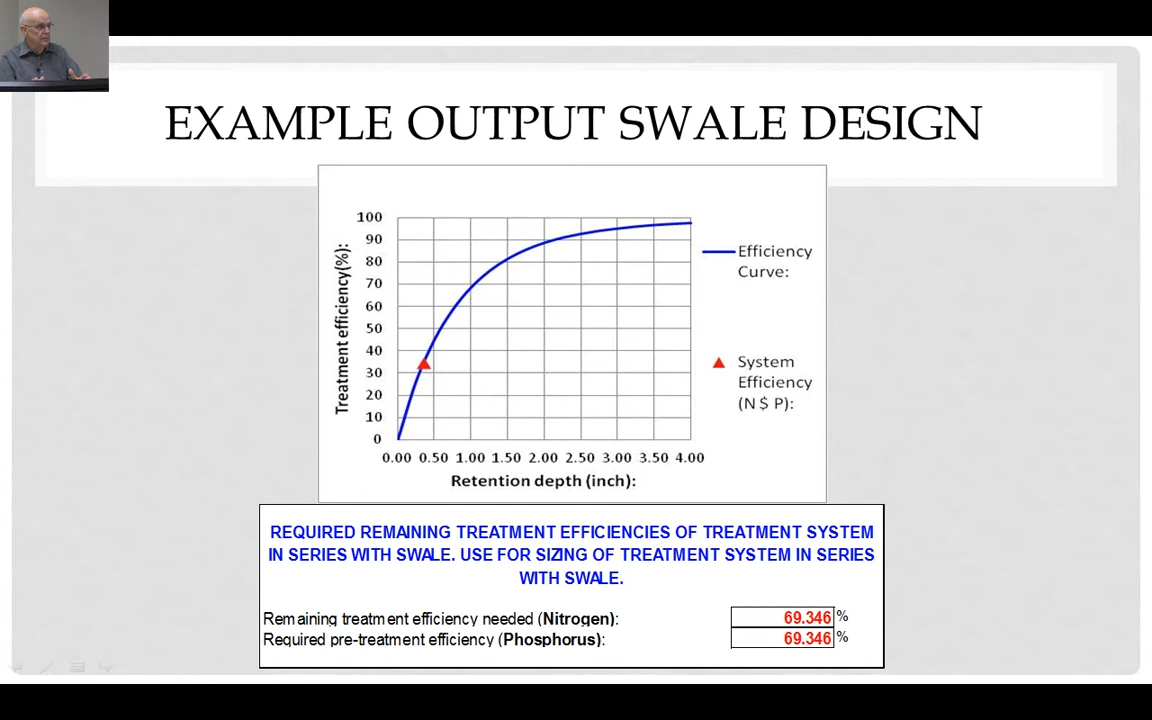 EXAMPLE OUTPUT SWALE DESIGN
100
90
80
70
60
50
40
30
20
10
0
Treatment efficiency(%):
0.00 0.50 1.00 1.50 2.00 2.50 3.00 3.50 4.00
Retention depth (inch):
Efficiency
Curve:
System
Efficiency
(N $ P):
REQUIRED REMAINING TREATMENT EFFICIENCIES OF TREATMENT SYSTEM
IN SERIES WITH SWALE. USE FOR SIZING OF TREATMENT SYSTEM IN SERIES
WITH SWALE.
Remaining treatment efficiency needed (Nitrogen): 69.346 %
Required pre-treatment efficiency (Phosphorus): 69.346 %